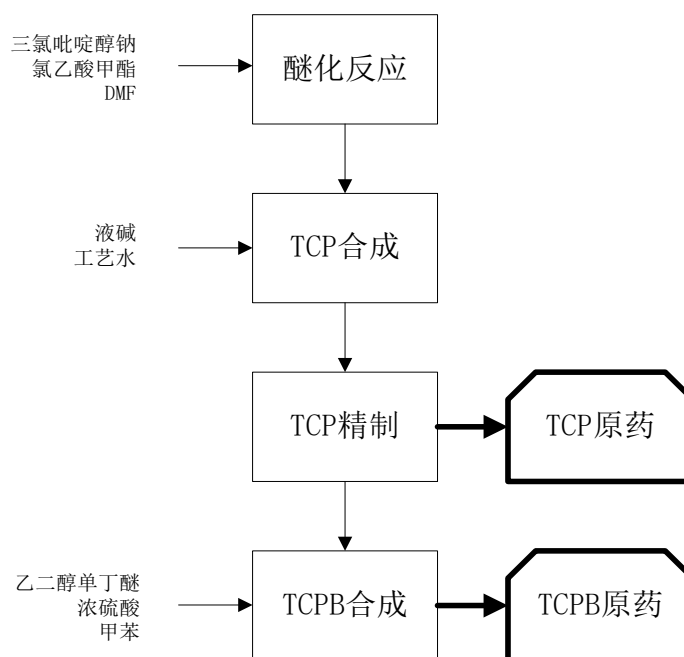 三氯吡啶醇钠
氯乙酸甲酯
DMF
醚化反应
液碱
工艺水
TCP合成
TCP精制
TCP原药
乙二醇单丁醚
浓硫酸
甲苯
TCPB合成
TCPB原药